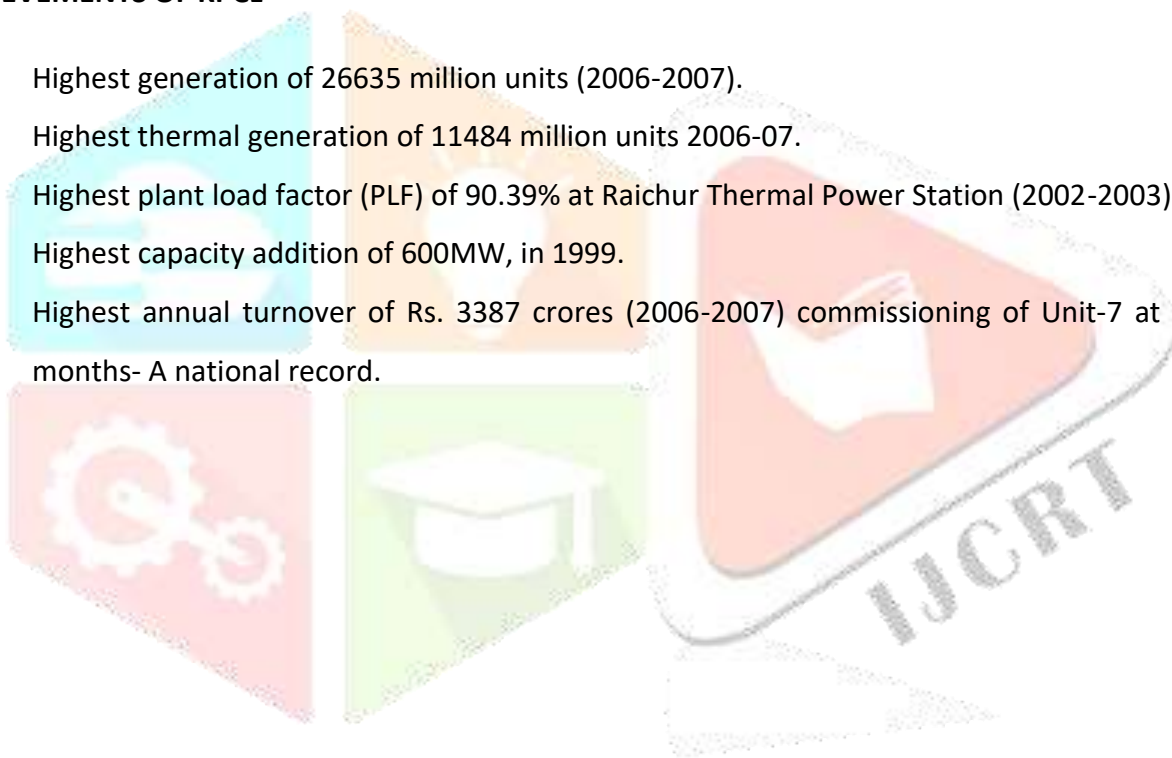 Highest generation of 26635 million units (2006-2007).
Highest thermal generation of 11484 million units 2006-07.
Highest plant load factor (PLF) of 90.39% at Raichur Thermal Power Station (2002-2003)
Highest capacity addition of 600MW, in 1999.
Highest annual turnover of Rs. 3387 crores (2006-2007) commissioning of Unit-7 at
months- A national record.
IJCRT